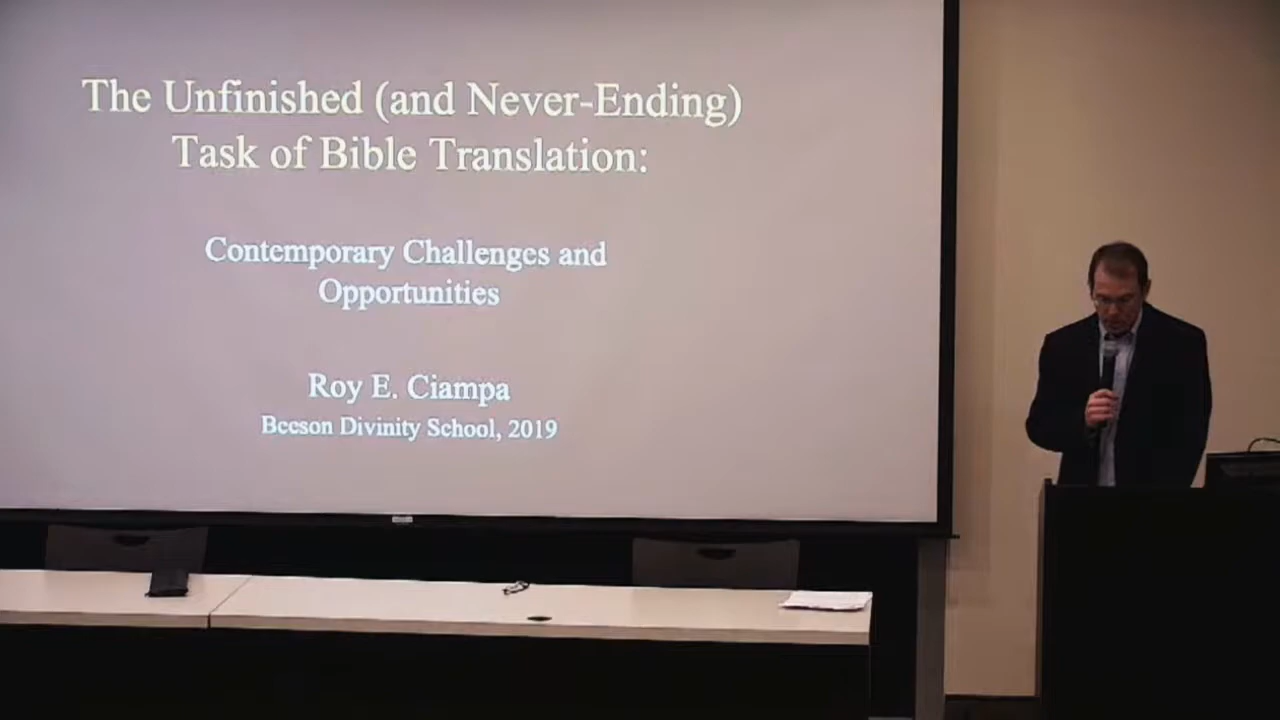 The Unfinished (and Never-Ending)
Task of Bible Translation:
Contemporary Challenges and
Opportunities
Roy E. Ciampa
Beeson Divinity School, 2019